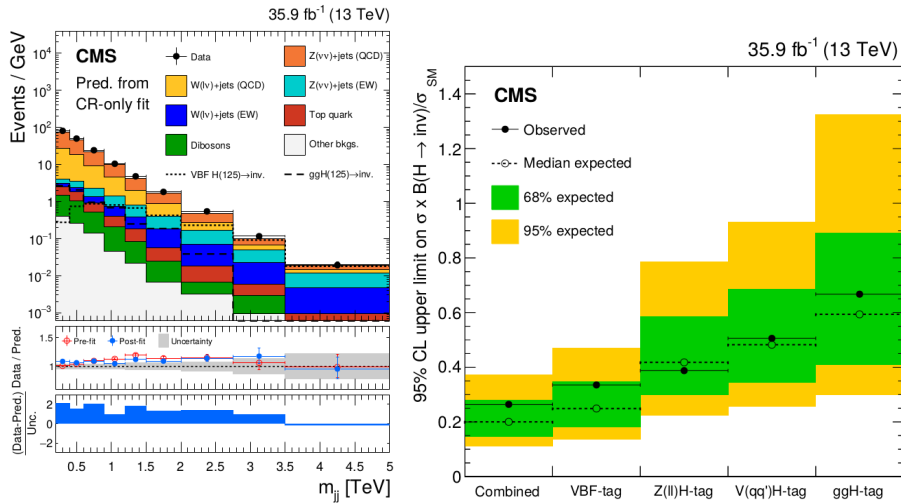 35.9 fb⁻¹ (13 TeV)
Events / GeV
10⁴
10³
10²
10
1
10⁻¹
10⁻²
10⁻³
CMS
Pred. from
CR-only fit
Data
Z(νν)+jets (QCD)
W(lν)+jets (QCD)
Z(νν)+jets (EW)
W(lν)+jets (EW)
Top quark
Dibosons
Other bkgs.
VBF H(125)→inv.
ggH(125)→inv.
Data / Pred.
1.5
1
Pre-fit
Post-fit
Uncertainty
(Data-Pred.)
Unc.
2
0
−2
0.5 1 1.5 2 2.5 3 3.5 4 4.5 5
m_jj [TeV]
35.9 fb⁻¹ (13 TeV)
95% CL upper limit on σ x B(H → inv)/σ_SM
1.4
1.2
1
0.8
0.6
0.4
0.2
0
CMS
Observed
Median expected
68% expected
95% expected
Combined VBF-tag Z(ll)H-tag V(qq')H-tag ggH-tag